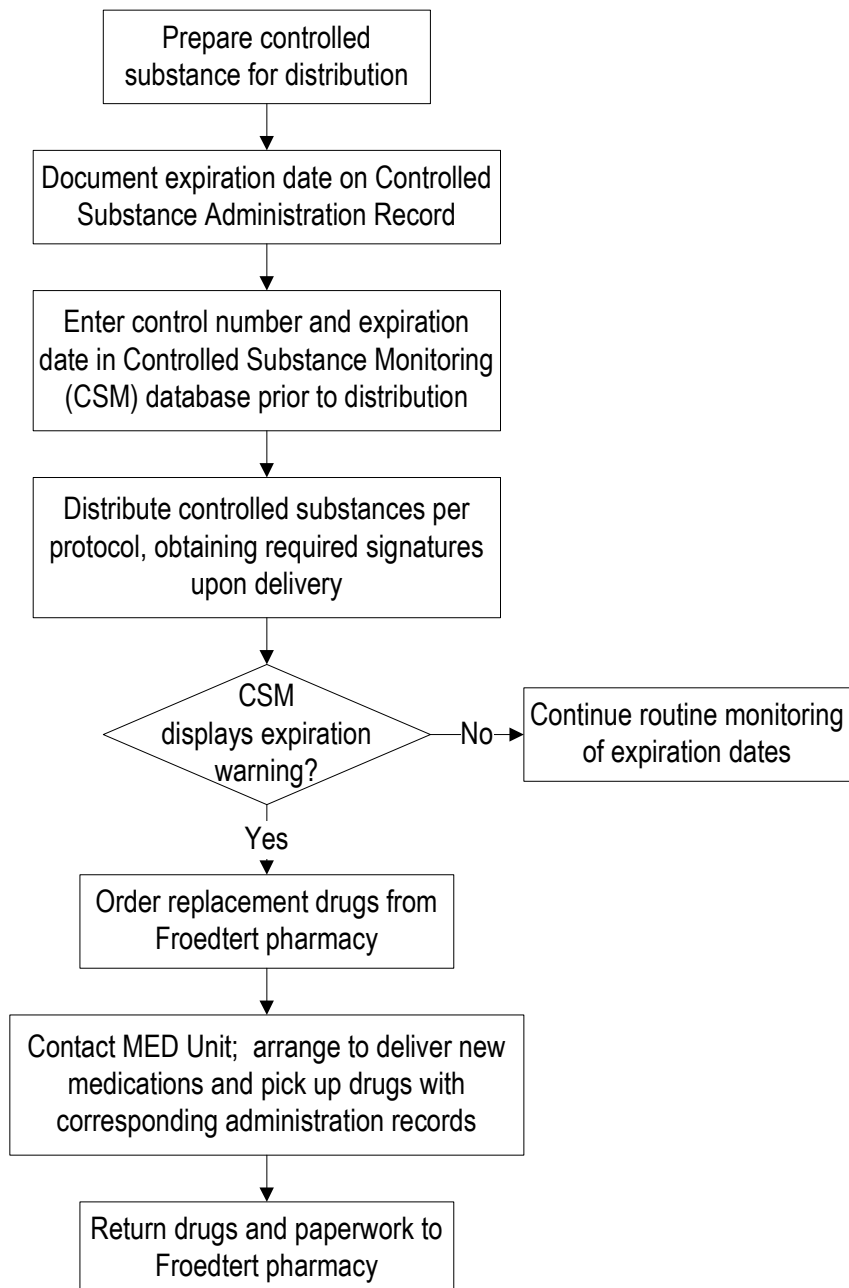 Prepare controlled
substance for distribution
Document expiration date on Controlled
Substance Administration Record
Enter control number and expiration
date in Controlled Substance Monitoring
(CSM) database prior to distribution
Distribute controlled substances per
protocol, obtaining required signatures
upon delivery
CSM
displays expiration
warning?
No
Continue routine monitoring
of expiration dates
Yes
Order replacement drugs from
Froedtert pharmacy
Contact MED Unit;  arrange to deliver new
medications and pick up drugs with
corresponding administration records
Return drugs and paperwork to
Froedtert pharmacy